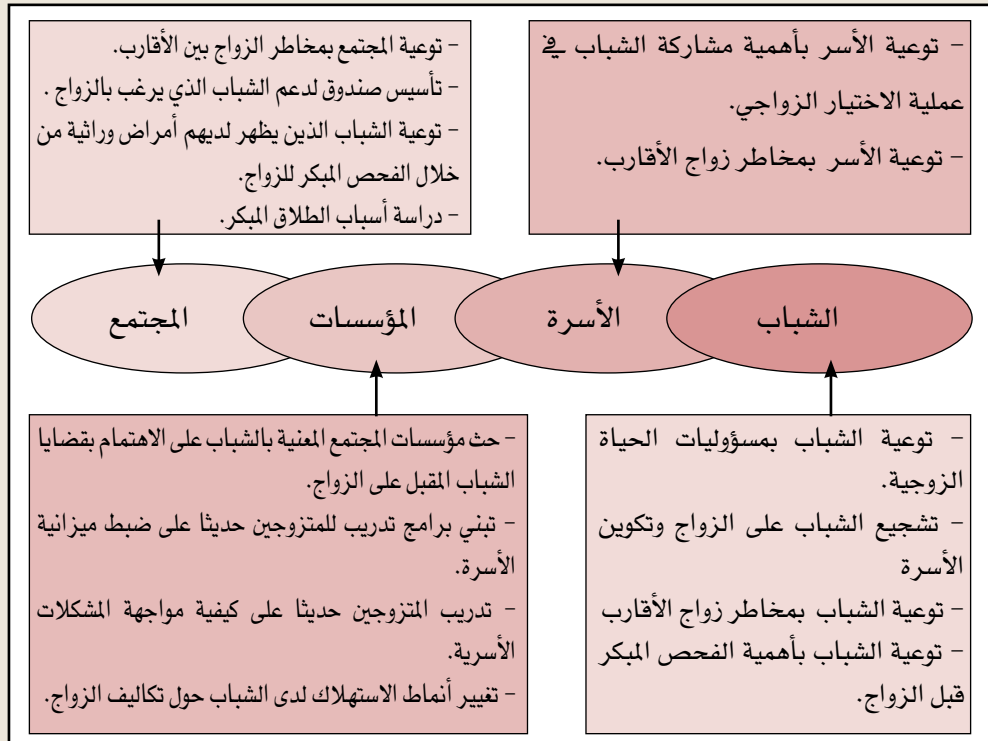 - توعية الأسر بأهمية مشاركة الشباب في
عملية الاختيار الزواجي.
- توعية الأسر بمخاطر زواج الأقارب.
- توعية المجتمع بمخاطر الزواج بين الأقارب.
- تأسيس صندوق لدعم الشباب الذي يرغب بالزواج .
- توعية الشباب الذين يظهر لديهم أمراض وراثية من
خلال الفحص المبكر للزواج.
- دراسة أسباب الطلاق المبكر.
الشباب
الأسرة
المؤسسات
المجتمع
- توعية الشباب بمسؤوليات الحياة
الزوجية.
- تشجيع الشباب على الزواج وتكوين
الأسرة
- توعية الشباب بمخاطر زواج الأقارب
- توعية الشباب بأهمية الفحص المبكر
قبل الزواج.
- حث مؤسسات المجتمع المعنية بالشباب على الاهتمام بقضايا
الشباب المقبل على الزواج.
- تبني برامج تدريب للمتزوجين حديثا على ضبط ميزانية
الأسرة.
- تدريب المتزوجين حديثا على كيفية مواجهة المشكلات
الأسرية.
- تغيير أنماط الاستهلاك لدى الشباب حول تكاليف الزواج.